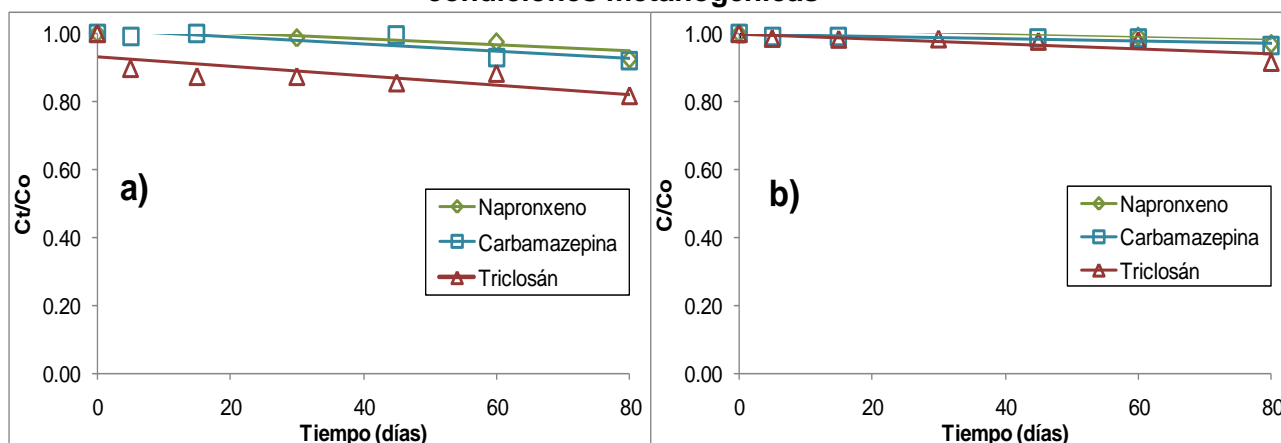 condiciones metanogénicas
1.00
0.80
0.60
0.40
0.20
0.00
Ct/Co
a)
Napronxeno
Carbamazepina
Triclosán
0 20 40 60 80
Tiempo (días)
1.00
0.80
0.60
0.40
0.20
0.00
C/Co
b)
Napronxeno
Carbamazepina
Triclosán
0 20 40 60 80
Tiempo (días)